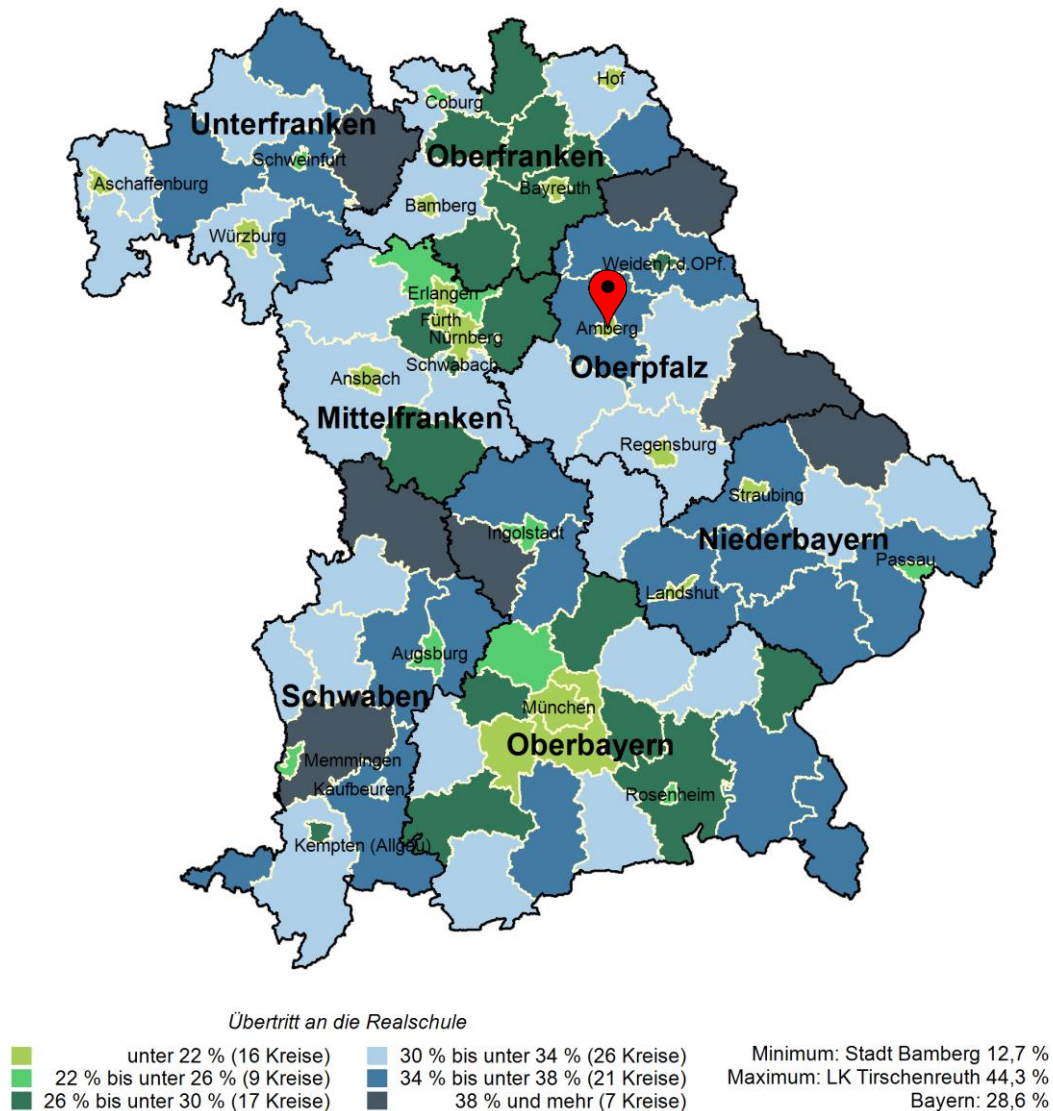 Hof
Coburg
Unterfranken
Oberfranken
Schweinfurt
Aschaffenburg
Bayreuth
Bamberg
Würzburg
Weiden i.d.OPf.
Erlangen
Fürth
Amberg
Nürnberg
Schwabach
Oberpfalz
Ansbach
Mittelfranken
Regensburg
Straubing
Ingolstadt
Niederbayern
Passau
Landshut
Augsburg
Schwaben
München
Oberbayern
Memmingen
Kaufbeuren
Rosenheim
Kempten (Allgäu)
Übertritt an die Realschule
unter 22 % (16 Kreise)
22 % bis unter 26 % (9 Kreise)
26 % bis unter 30 % (17 Kreise)
30 % bis unter 34 % (26 Kreise)
34 % bis unter 38 % (21 Kreise)
38 % und mehr (7 Kreise)
Minimum: Stadt Bamberg 12,7 %
Maximum: LK Tirschenreuth 44,3 %
Bayern: 28,6 %